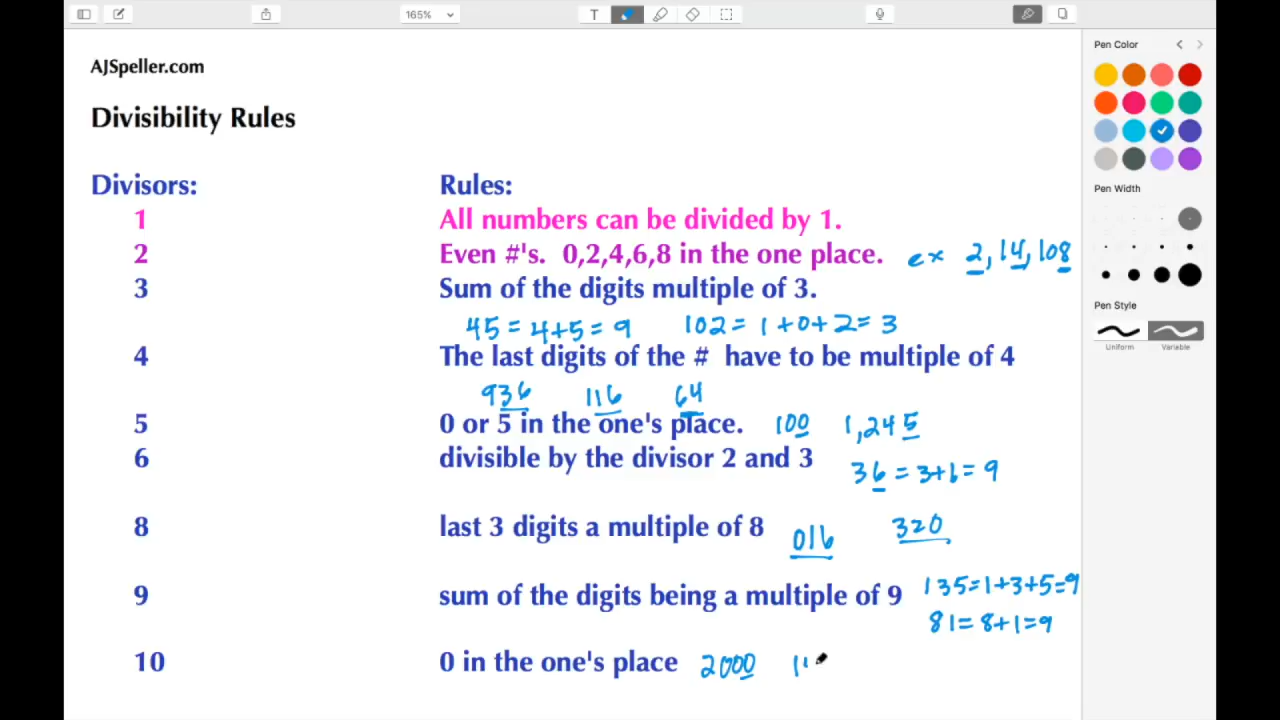 165%
T
AJSpeller.com
Pen Color
Divisibility Rules
Divisors: Rules:
1 All numbers can be divided by 1.
2 Even #'s. 0,2,4,6,8 in the one place. ex 2, 14, 108
Pen Width
3 Sum of the digits multiple of 3.
45 = 4+5 = 9 102 = 1+0+2 = 3
Pen Style
Uniform Variable
4 The last digits of the # have to be multiple of 4
936 116 64
5 0 or 5 in the one's place. 100 1,245
6 divisible by the divisor 2 and 3
36 = 3+6 = 9
8 last 3 digits a multiple of 8 016 320
9 sum of the digits being a multiple of 9 135=1+3+5=9
81 = 8+1=9
10 0 in the one's place 2000 11